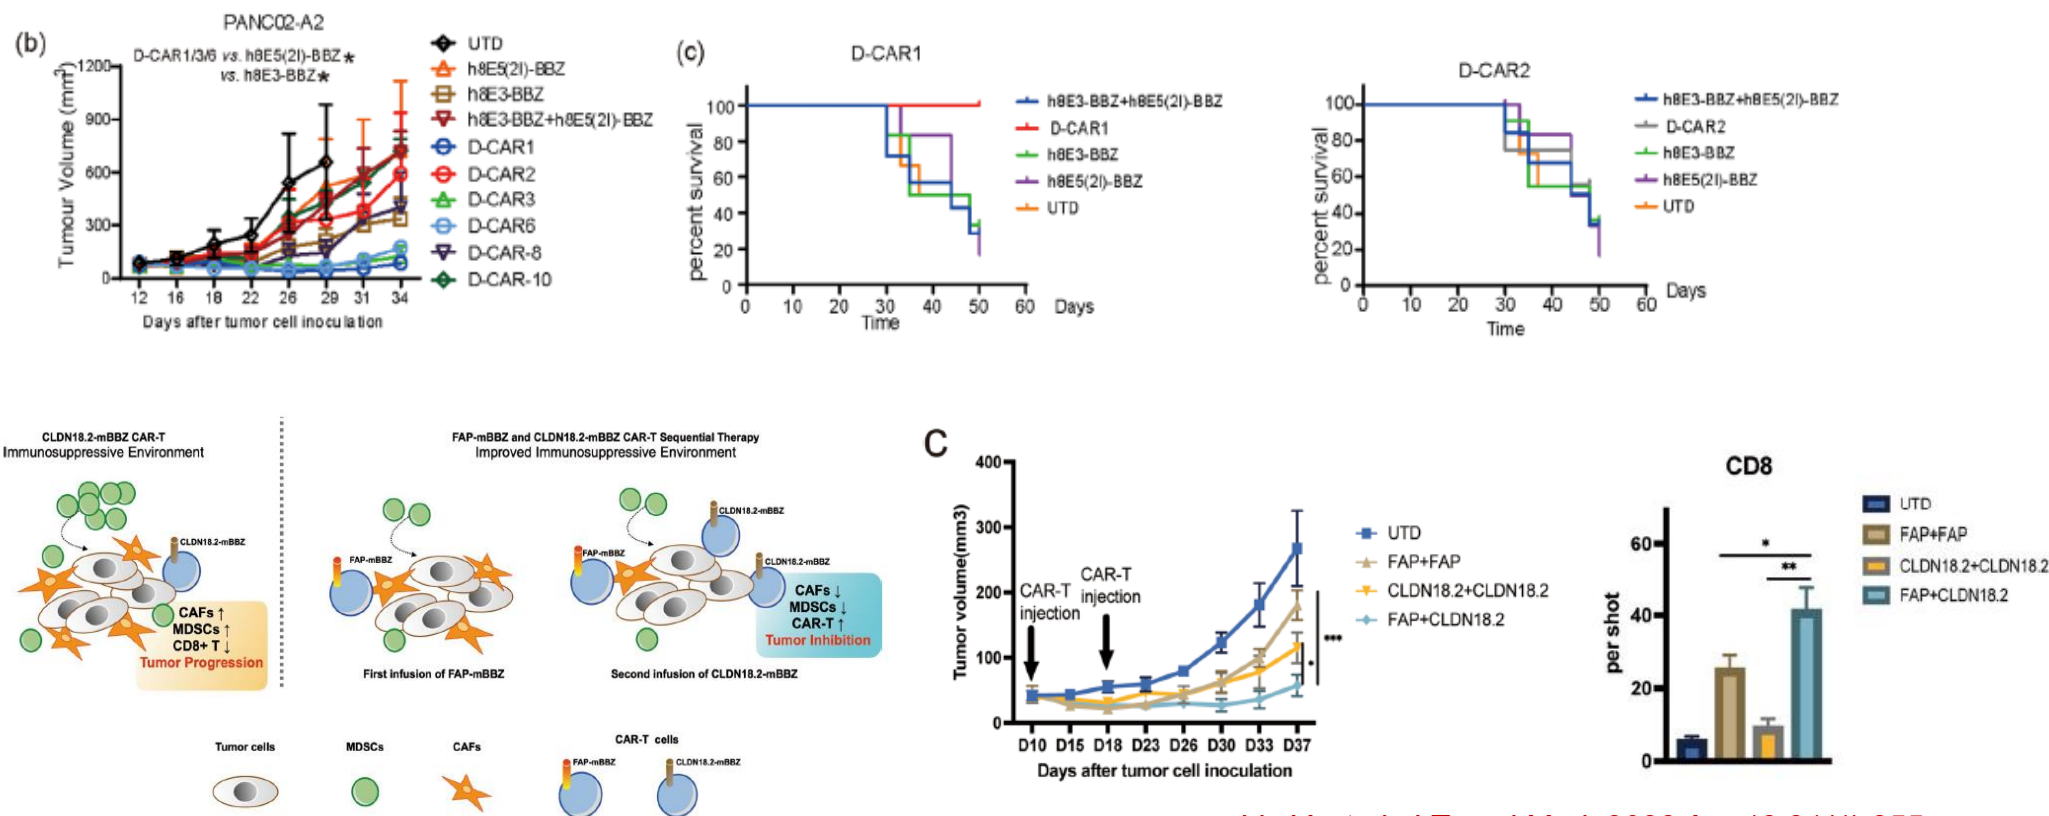 (b)
PANC02-A2
D-CAR1/3/6 vs. h8E5(2I)-BBZ *
vs. h8E3-BBZ *
Tumour Volume (mm³)
1200
900
600
300
0
12 16 18 22 26 29 31 34
Days after tumor cell inoculation
UTD
h8E5(2I)-BBZ
h8E3-BBZ
h8E3-BBZ+h8E5(2I)-BBZ
D-CAR1
D-CAR2
D-CAR3
D-CAR6
D-CAR-8
D-CAR-10
(c)
D-CAR1
percent survival
100
80
60
40
20
0
0 10 20 30 40 50 60
Days
Time
h8E3-BBZ+h8E5(2I)-BBZ
D-CAR1
h8E3-BBZ
h8E5(2I)-BBZ
UTD
D-CAR2
percent survival
100
80
60
40
20
0
0 10 20 30 40 50 60
Days
Time
h8E3-BBZ+h8E5(2I)-BBZ
D-CAR2
h8E3-BBZ
h8E5(2I)-BBZ
UTD
CLDN18.2-mBBZ CAR-T
Immunosuppressive Environment
CLDN18.2-mBBZ
CAFs ↑
MDSCs ↑
CD8+ T ↓
Tumor Progression
FAP-mBBZ and CLDN18.2-mBBZ CAR-T Sequential Therapy
Improved Immunosuppressive Environment
FAP-mBBZ
First infusion of FAP-mBBZ
FAP-mBBZ
CLDN18.2-mBBZ
CLDN18.2-mBBZ
CAFs ↓
MDSCs ↓
CAR-T ↑
Tumor Inhibition
Second infusion of CLDN18.2-mBBZ
Tumor cells
MDSCs
CAFs
CAR-T cells
FAP-mBBZ
CLDN18.2-mBBZ
C
Tumor volume(mm3)
400
300
200
100
0
CAR-T
injection
CAR-T
injection
D10 D15 D18 D23 D26 D30 D33 D37
Days after tumor cell inoculation
UTD
FAP+FAP
CLDN18.2+CLDN18.2
FAP+CLDN18.2
***
*
CD8
per shot
60
40
20
0
*
**
UTD
FAP+FAP
CLDN18.2+CLDN18.2
FAP+CLDN18.2